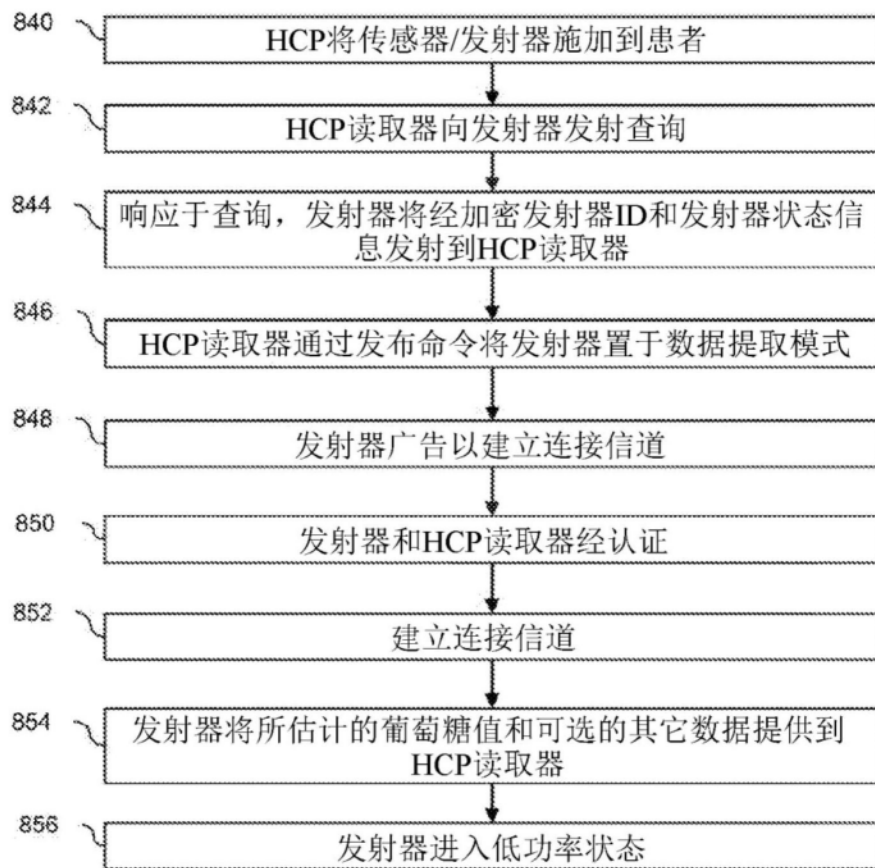 840
HCP将传感器/发射器施加到患者
842
HCP读取器向发射器发射查询
844
响应于查询，发射器将经加密发射器ID和发射器状态信
息发射到HCP读取器
846
HCP读取器通过发布命令将发射器置于数据提取模式
848
发射器广告以建立连接信道
850
发射器和HCP读取器经认证
852
建立连接信道
854
发射器将所估计的葡萄糖值和可选的其它数据提供到
HCP读取器
856
发射器进入低功率状态